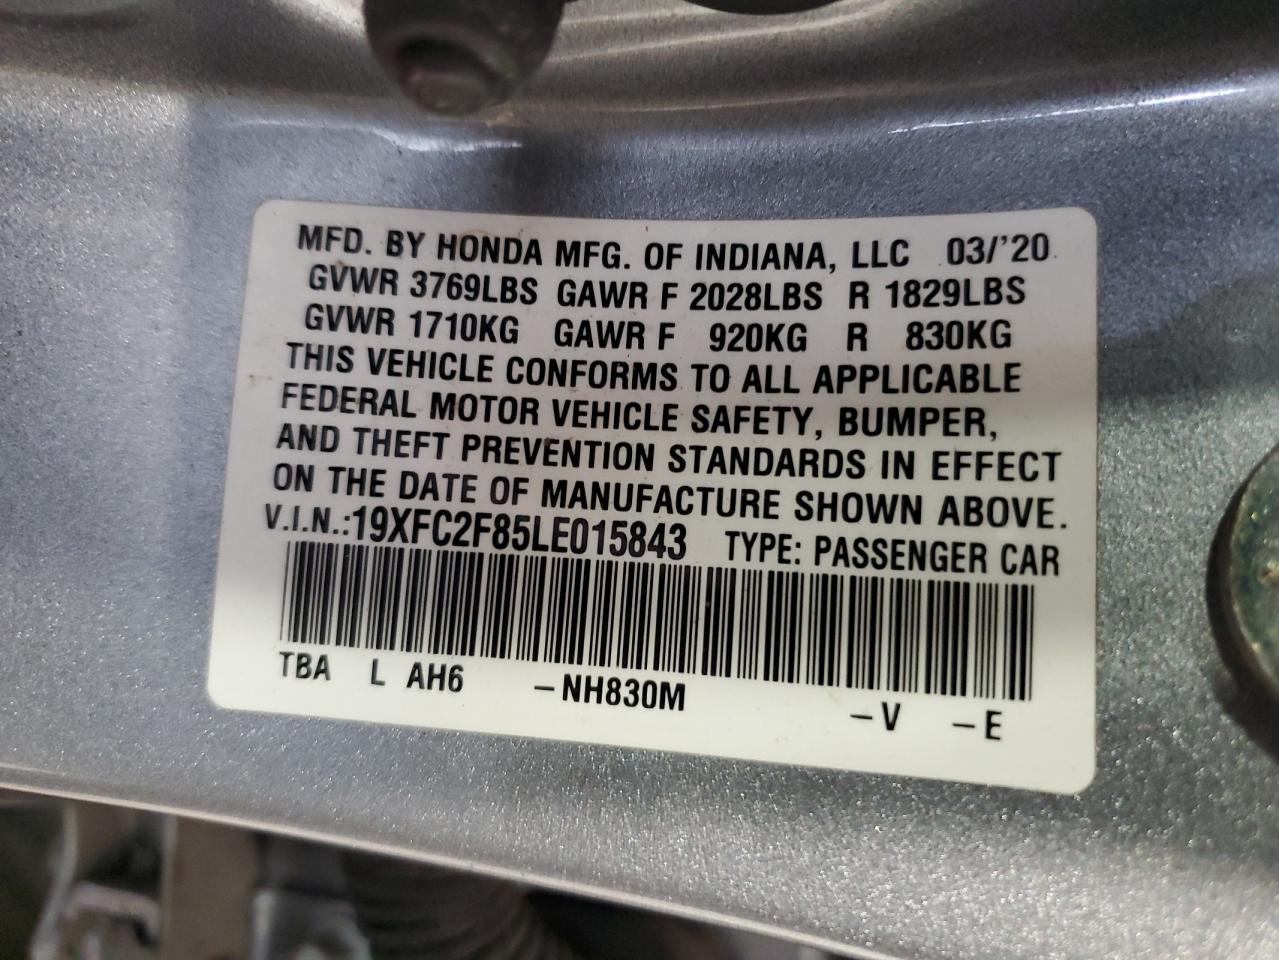 MFD. BY HONDA MFG. OF INDIANA, LLC 03/'20
GVWR 3769LBS GAWR F 2028LBS R 1829LBS
GVWR 1710KG GAWR F 920KG R 830KG
THIS VEHICLE CONFORMS TO ALL APPLICABLE
FEDERAL MOTOR VEHICLE SAFETY, BUMPER,
AND THEFT PREVENTION STANDARDS IN EFFECT
ON THE DATE OF MANUFACTURE SHOWN ABOVE.
V.I.N.:19XFC2F85LE015843 TYPE: PASSENGER CAR
TBA L AH6 –NH830M –V –E